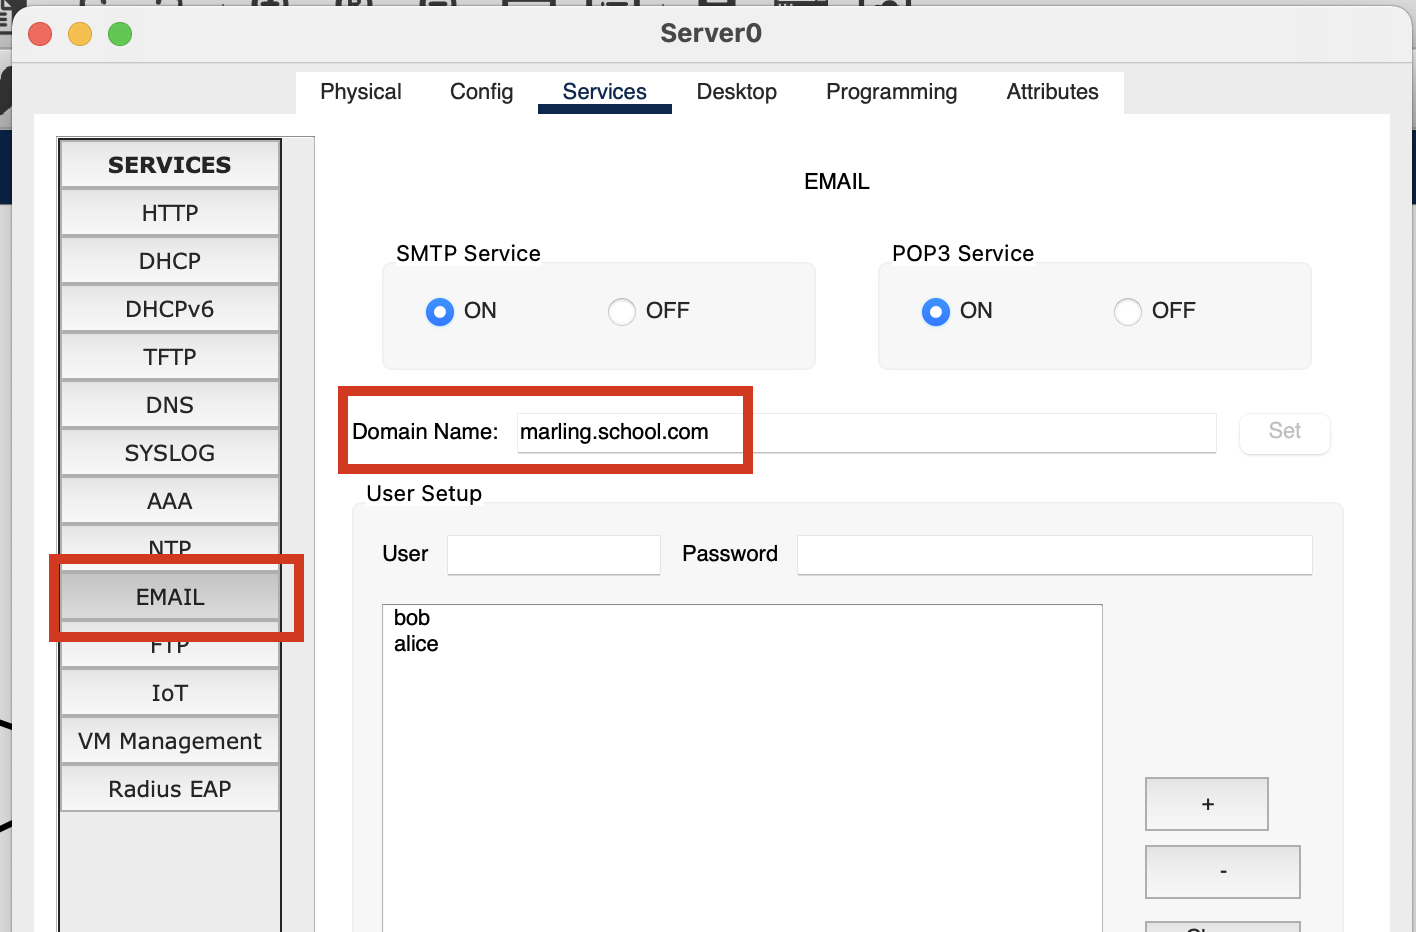 Server0
Physical Config Services Desktop Programming Attributes
SERVICES
HTTP
DHCP
DHCPv6
TFTP
DNS
SYSLOG
AAA
NTP
EMAIL
FTP
IoT
VM Management
Radius EAP
EMAIL
SMTP Service
ON OFF
POP3 Service
ON OFF
Domain Name: marling.school.com Set
User Setup
User Password
bob
alice
+
-